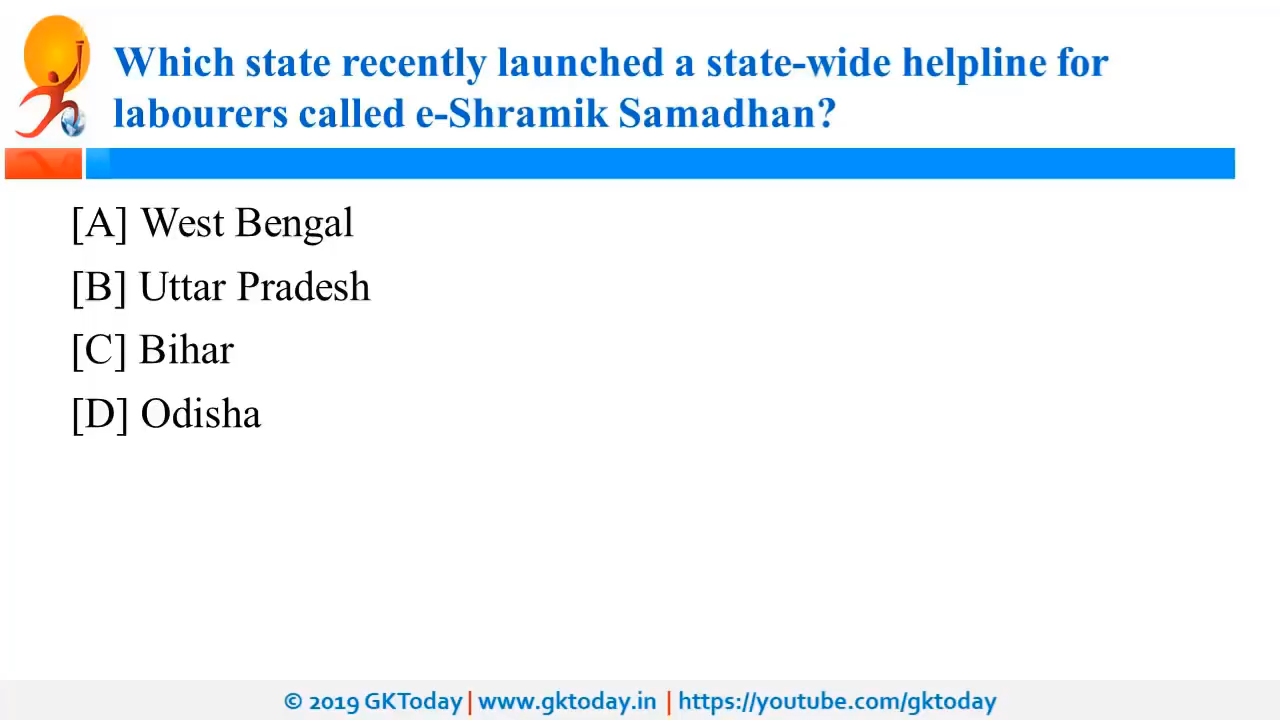 Which state recently launched a state-wide helpline for
labourers called e-Shramik Samadhan?
[A] West Bengal
[B] Uttar Pradesh
[C] Bihar
[D] Odisha
© 2019 GKToday | www.gktoday.in | https://youtube.com/gktoday